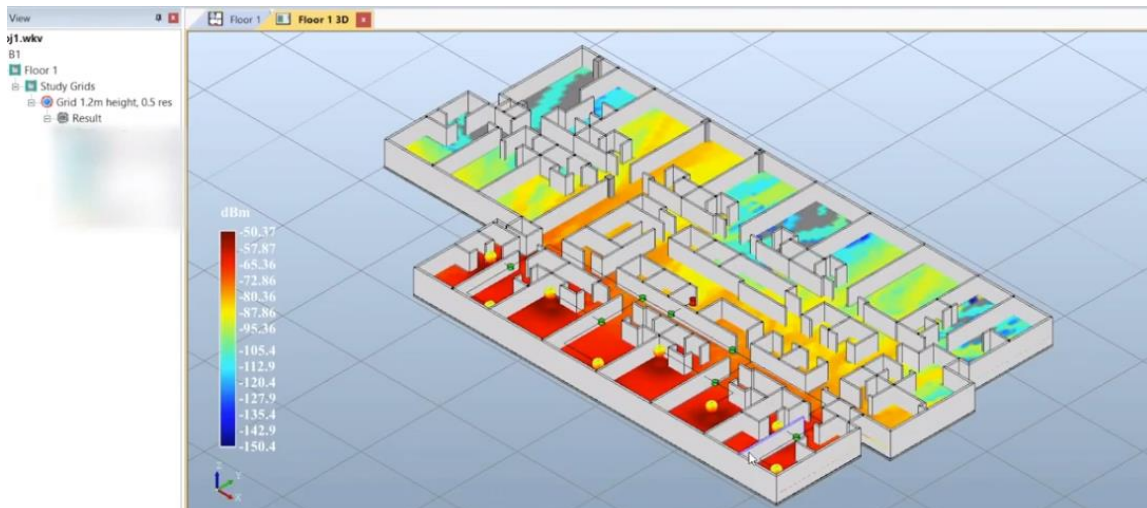 View
oj1.wkv
B1
Floor 1
Study Grids
Grid 1.2m height, 0.5 res
Result
Floor 1
Floor 1 3D
dBm
-50.37
-57.87
-65.36
-72.86
-80.36
-87.86
-95.36
-105.4
-112.9
-120.4
-127.9
-135.4
-142.9
-150.4
Z
Y
X